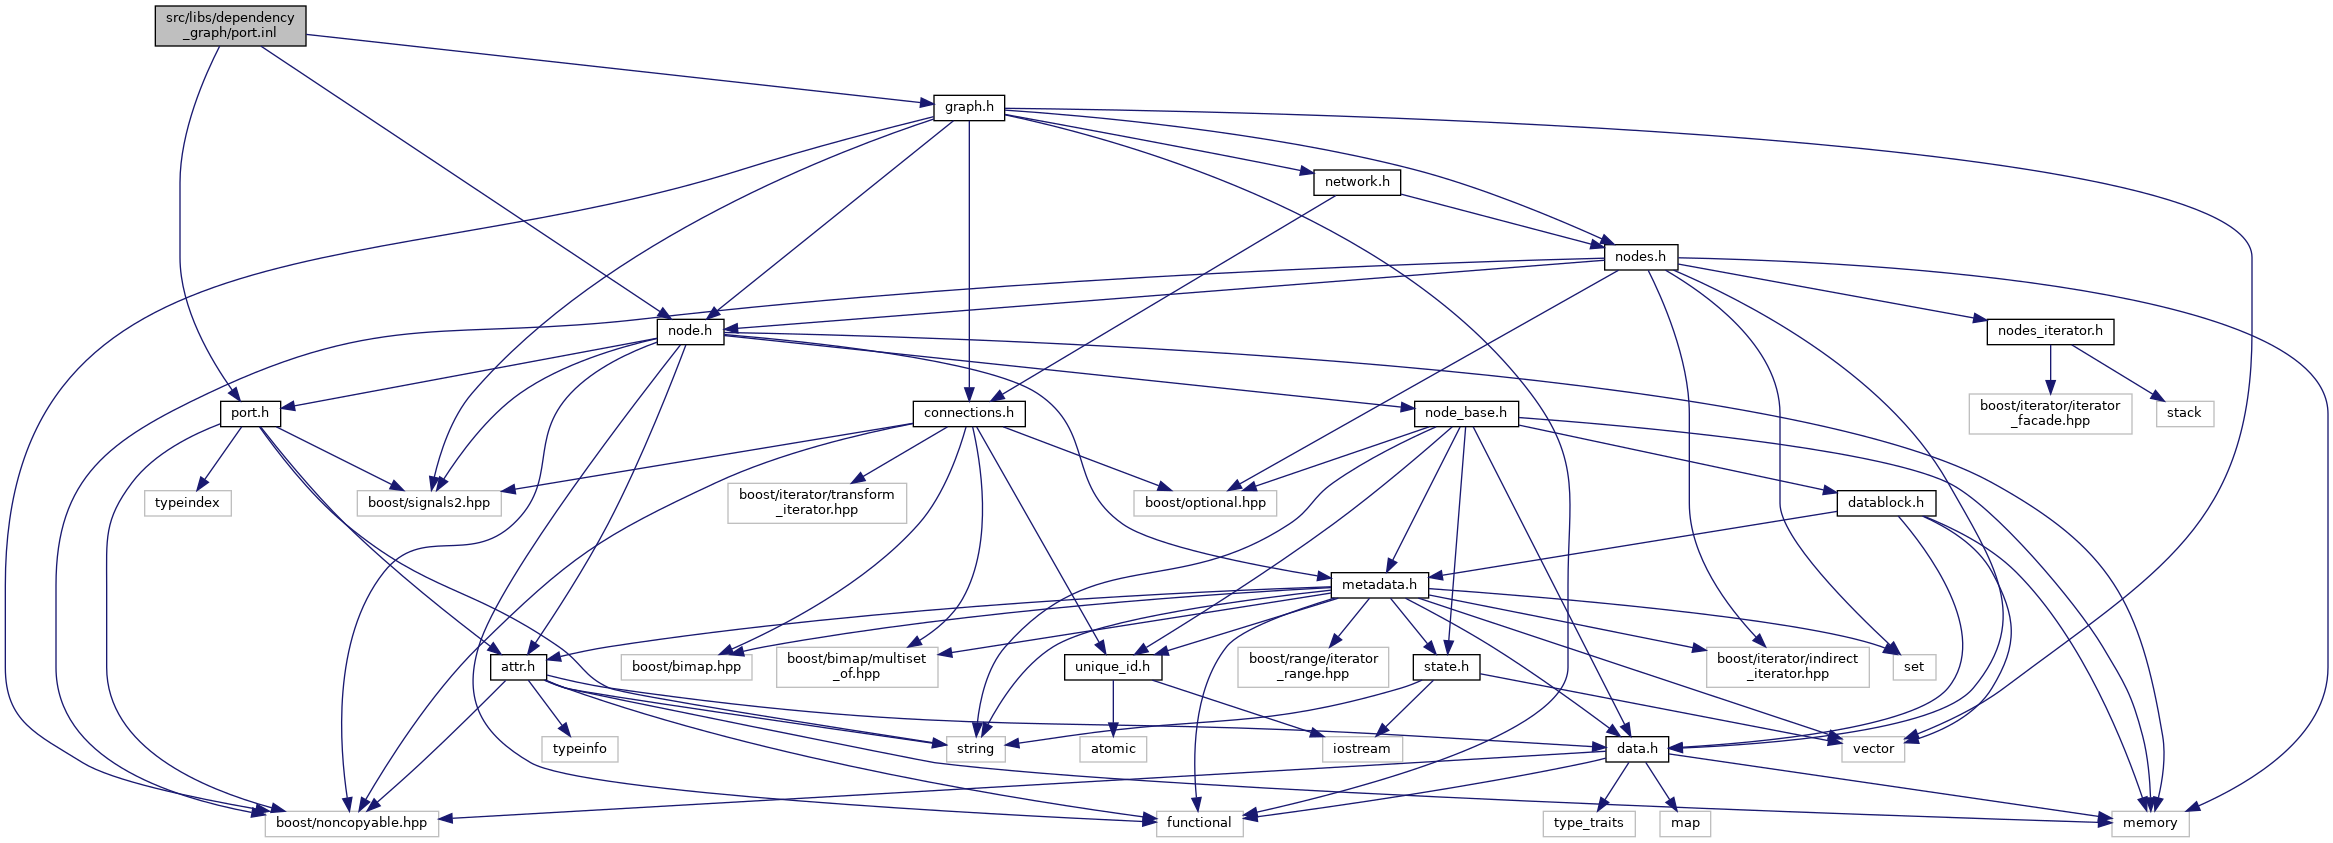 src/libs/dependency
_graph/port.inl
graph.h
network.h
nodes.h
node.h
nodes_iterator.h
port.h
connections.h
node_base.h
boost/iterator/iterator
_facade.hpp
stack
typeindex
boost/signals2.hpp
boost/iterator/transform
_iterator.hpp
boost/optional.hpp
datablock.h
metadata.h
attr.h
boost/bimap.hpp
boost/bimap/multiset
_of.hpp
unique_id.h
boost/range/iterator
_range.hpp
state.h
boost/iterator/indirect
_iterator.hpp
set
typeinfo
string
atomic
iostream
data.h
vector
boost/noncopyable.hpp
functional
type_traits
map
memory